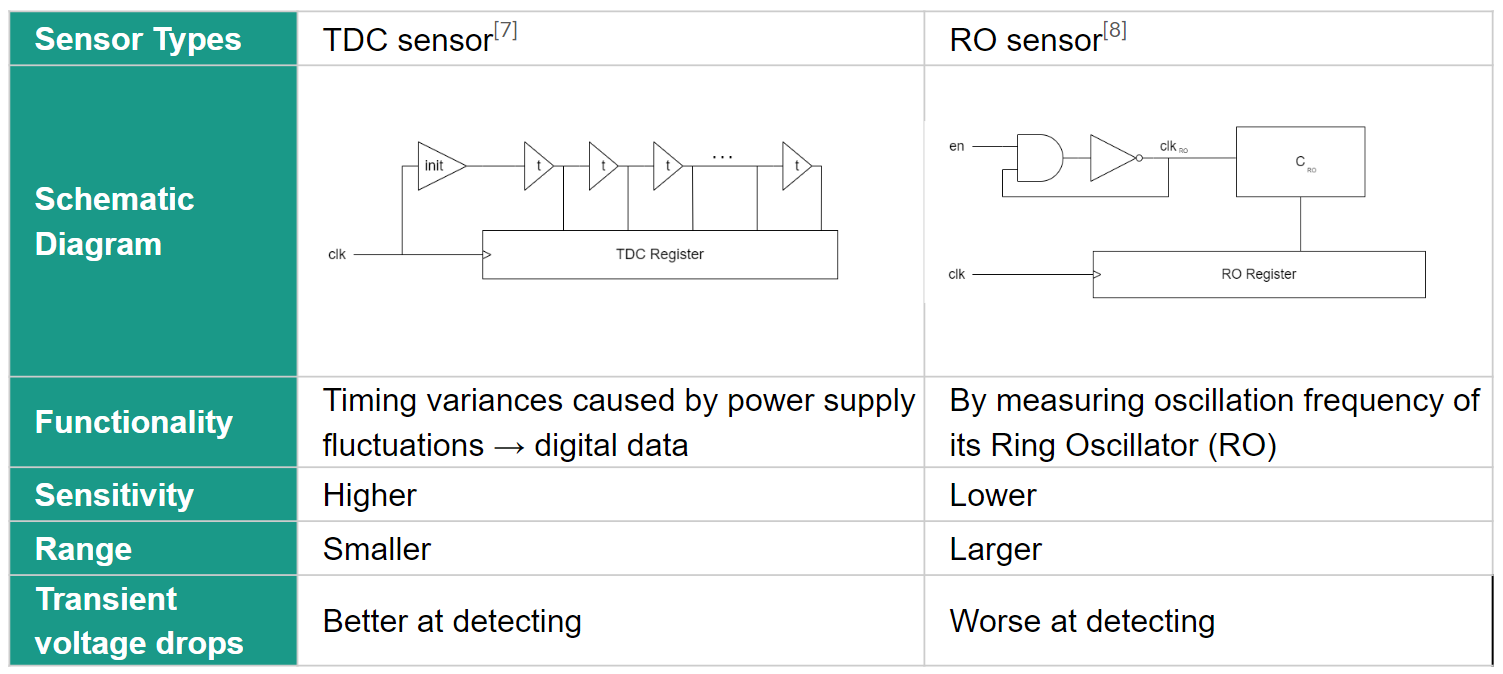 Sensor Types
TDC sensor[7]
RO sensor[8]
Schematic
Diagram
init
t
t
t
...
t
clk
TDC Register
en
clk RO
C RO
clk
RO Register
Functionality
Timing variances caused by power supply
fluctuations → digital data
By measuring oscillation frequency of
its Ring Oscillator (RO)
Sensitivity
Higher
Lower
Range
Smaller
Larger
Transient
voltage drops
Better at detecting
Worse at detecting